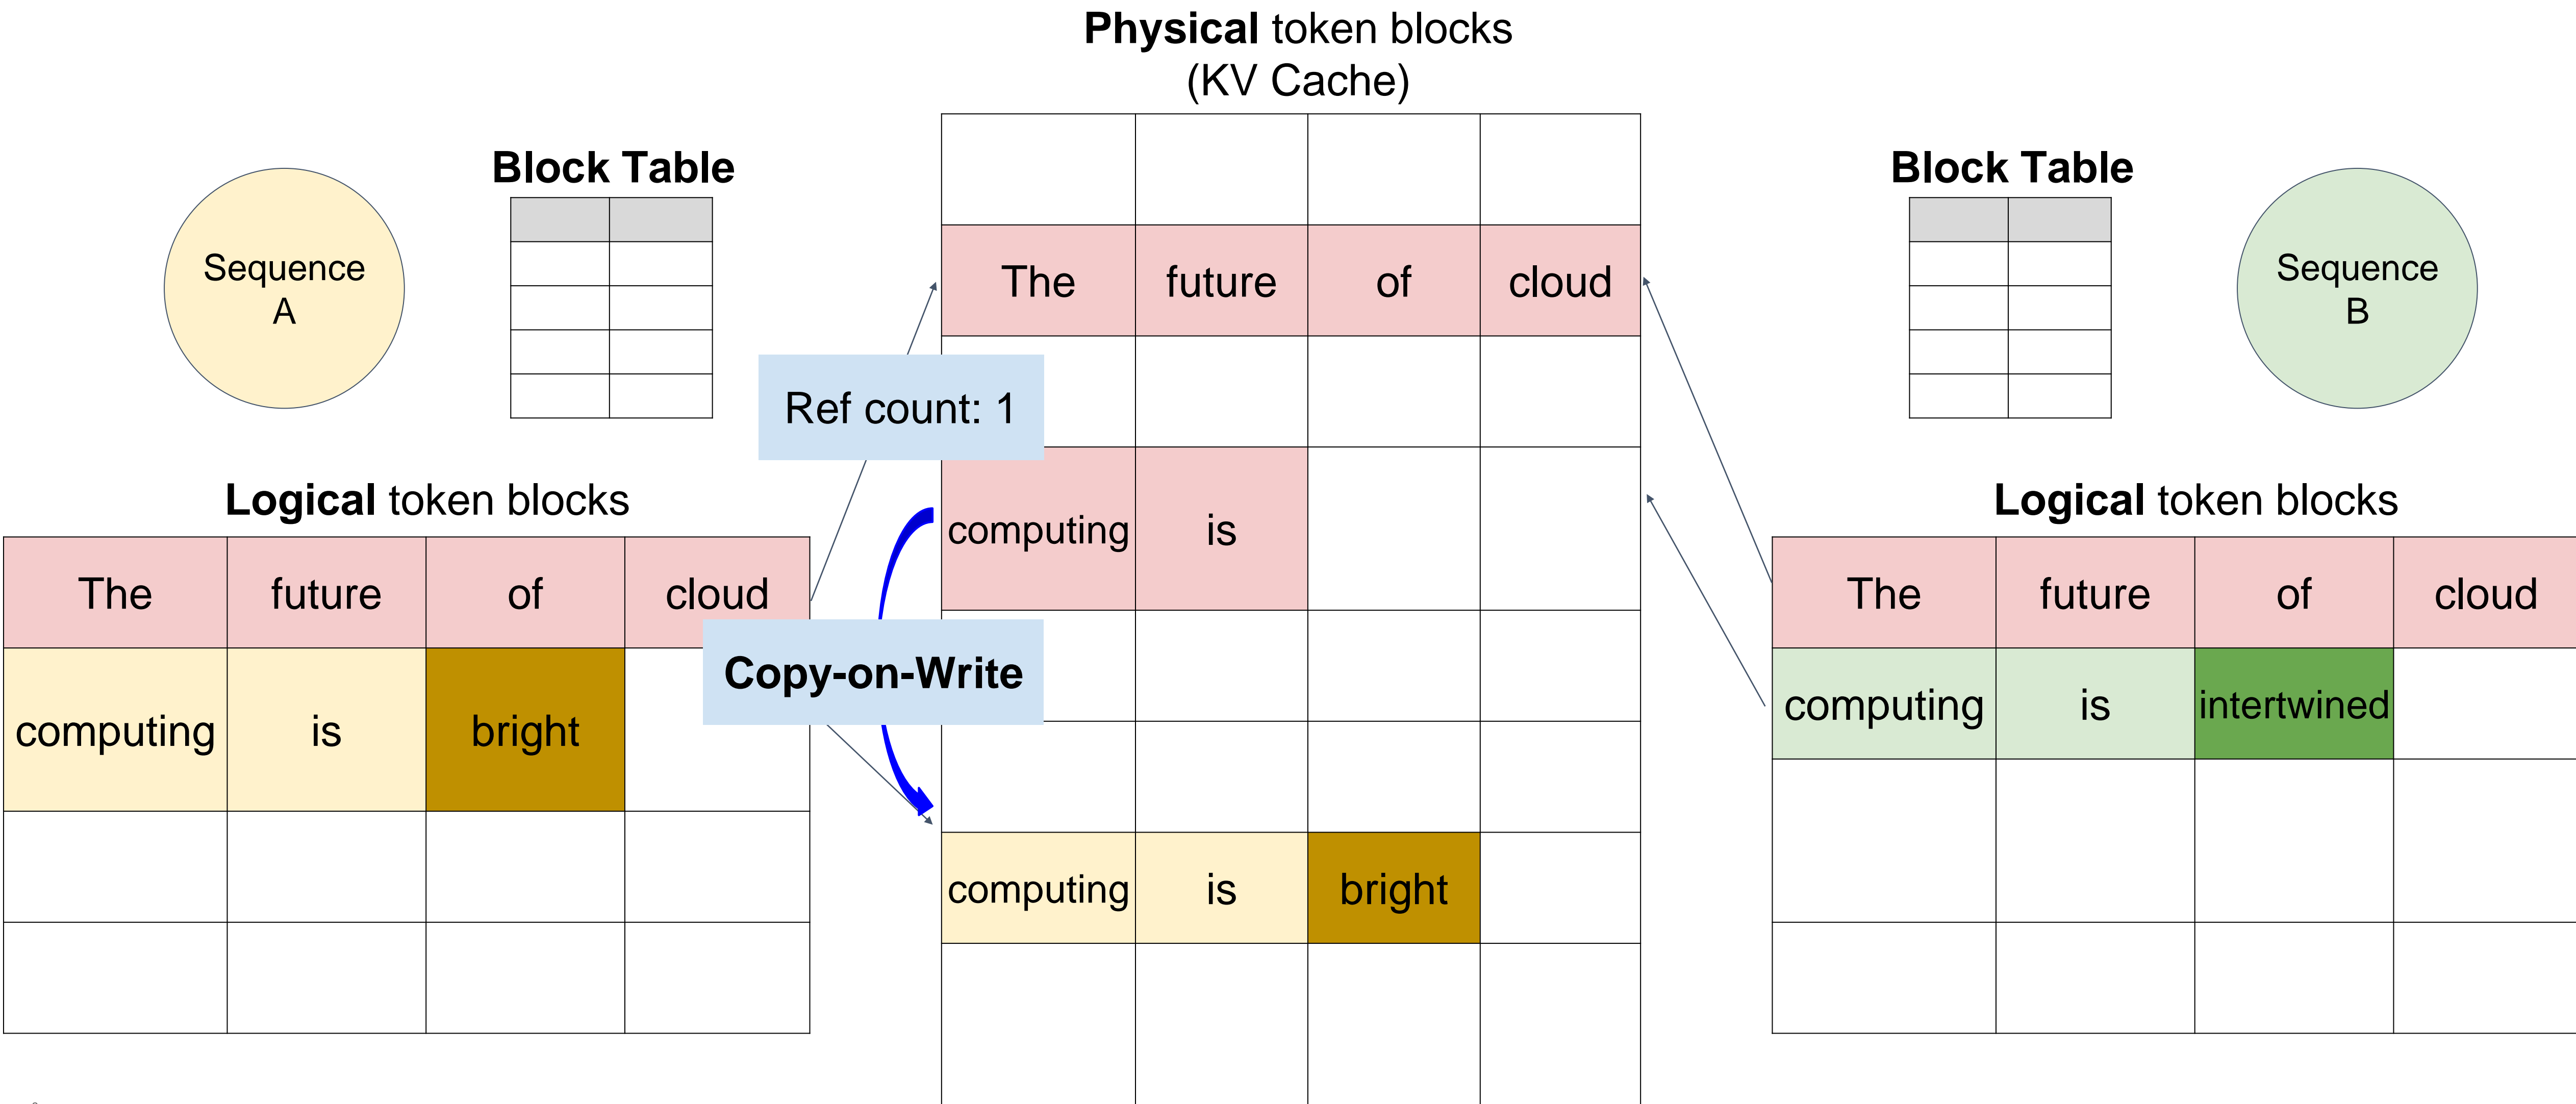 Physical token blocks
(KV Cache)
Block Table
Block Table
Sequence
A
Sequence
B
The future of cloud
Ref count: 1
Logical token blocks
Logical token blocks
computing is
The future of cloud
The future of cloud
Copy-on-Write
computing is bright
computing is intertwined
computing is bright